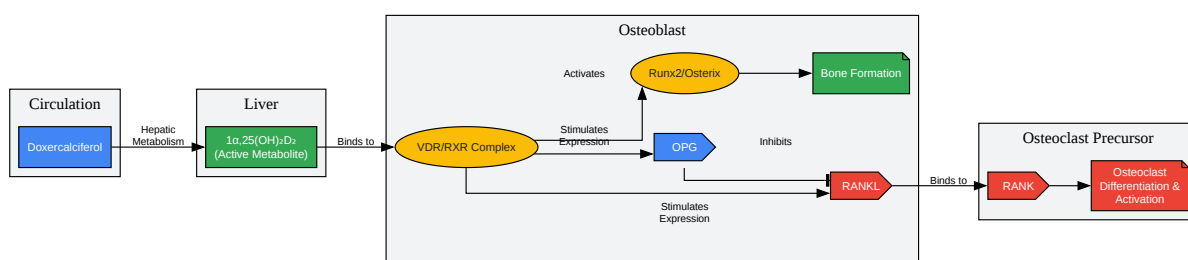 Osteoblast
Circulation
Doxercalciferol
Hepatic
Metabolism
Liver
1α,25(OH)₂D₂
(Active Metabolite)
Binds to
VDR/RXR Complex
Activates
Runx2/Osterix
Bone Formation
Stimulates
Expression
OPG
Inhibits
Stimulates
Expression
RANKL
Binds to
Osteoclast Precursor
RANK
Osteoclast
Differentiation &
Activation